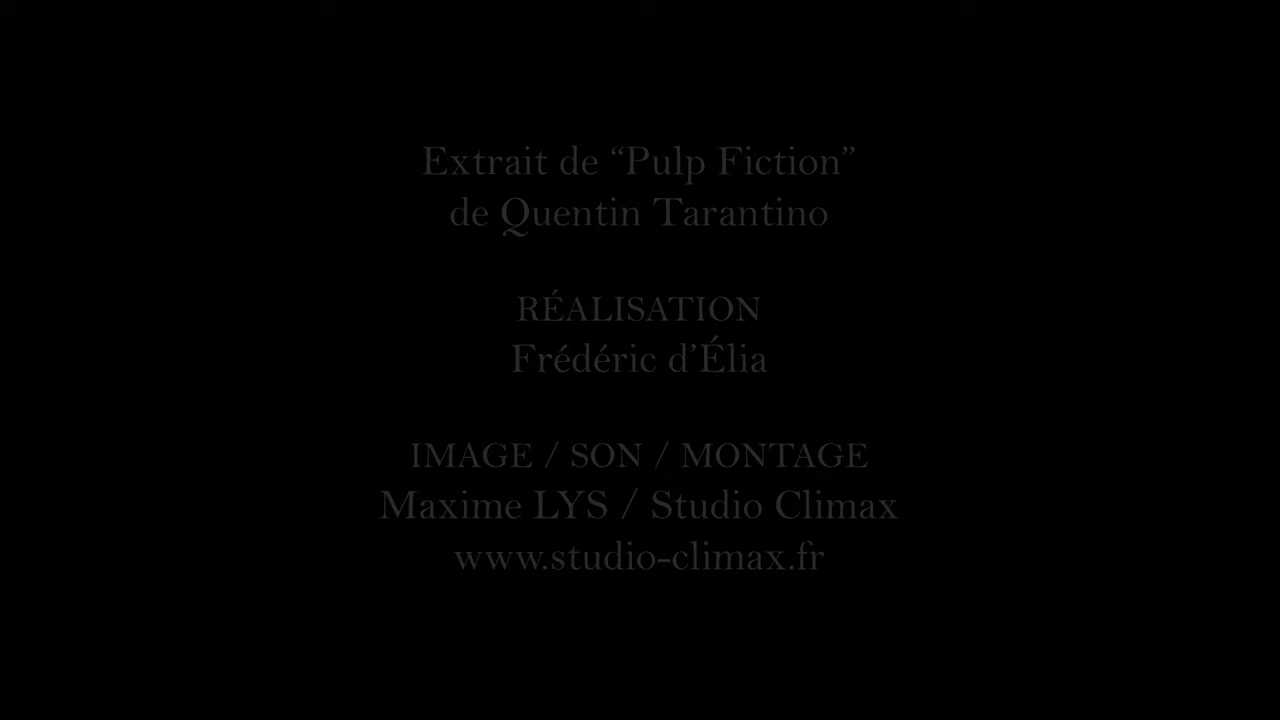 Extrait de “Pulp Fiction”
de Quentin Tarantino
RÉALISATION
Frédéric d’Élia
IMAGE / SON / MONTAGE
Maxime LYS / Studio Climax
www.studio-climax.fr